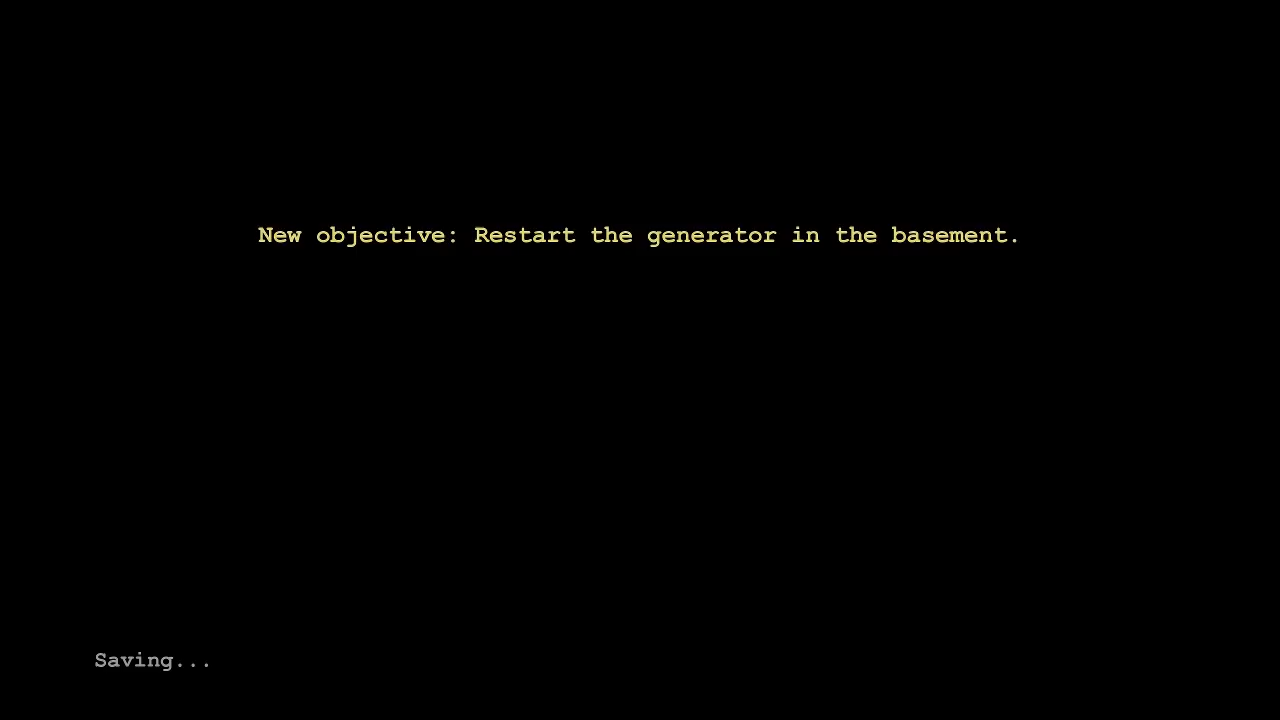 New objective: Restart the generator in the basement.
Saving...